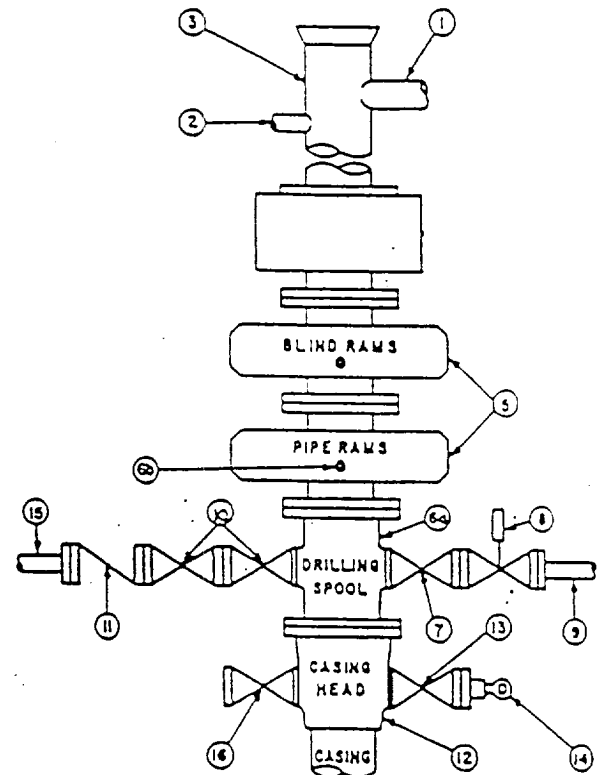 3
1
2
BLIND RAMS
5
PIPE RAMS
6b
15
10
6a
8
DRILLING
SPOOL
11
7
13
9
CASING
HEAD
16
12
14
CASING